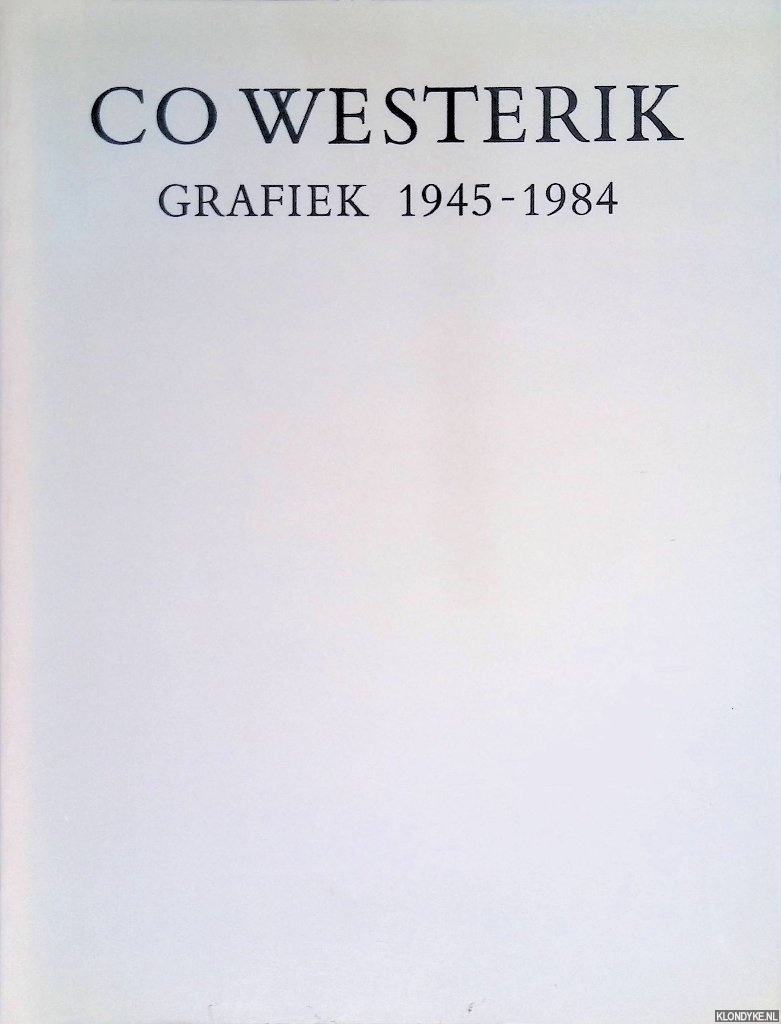 CO WESTERIK
GRAFIEK 1945-1984
KLONDYKE.NL